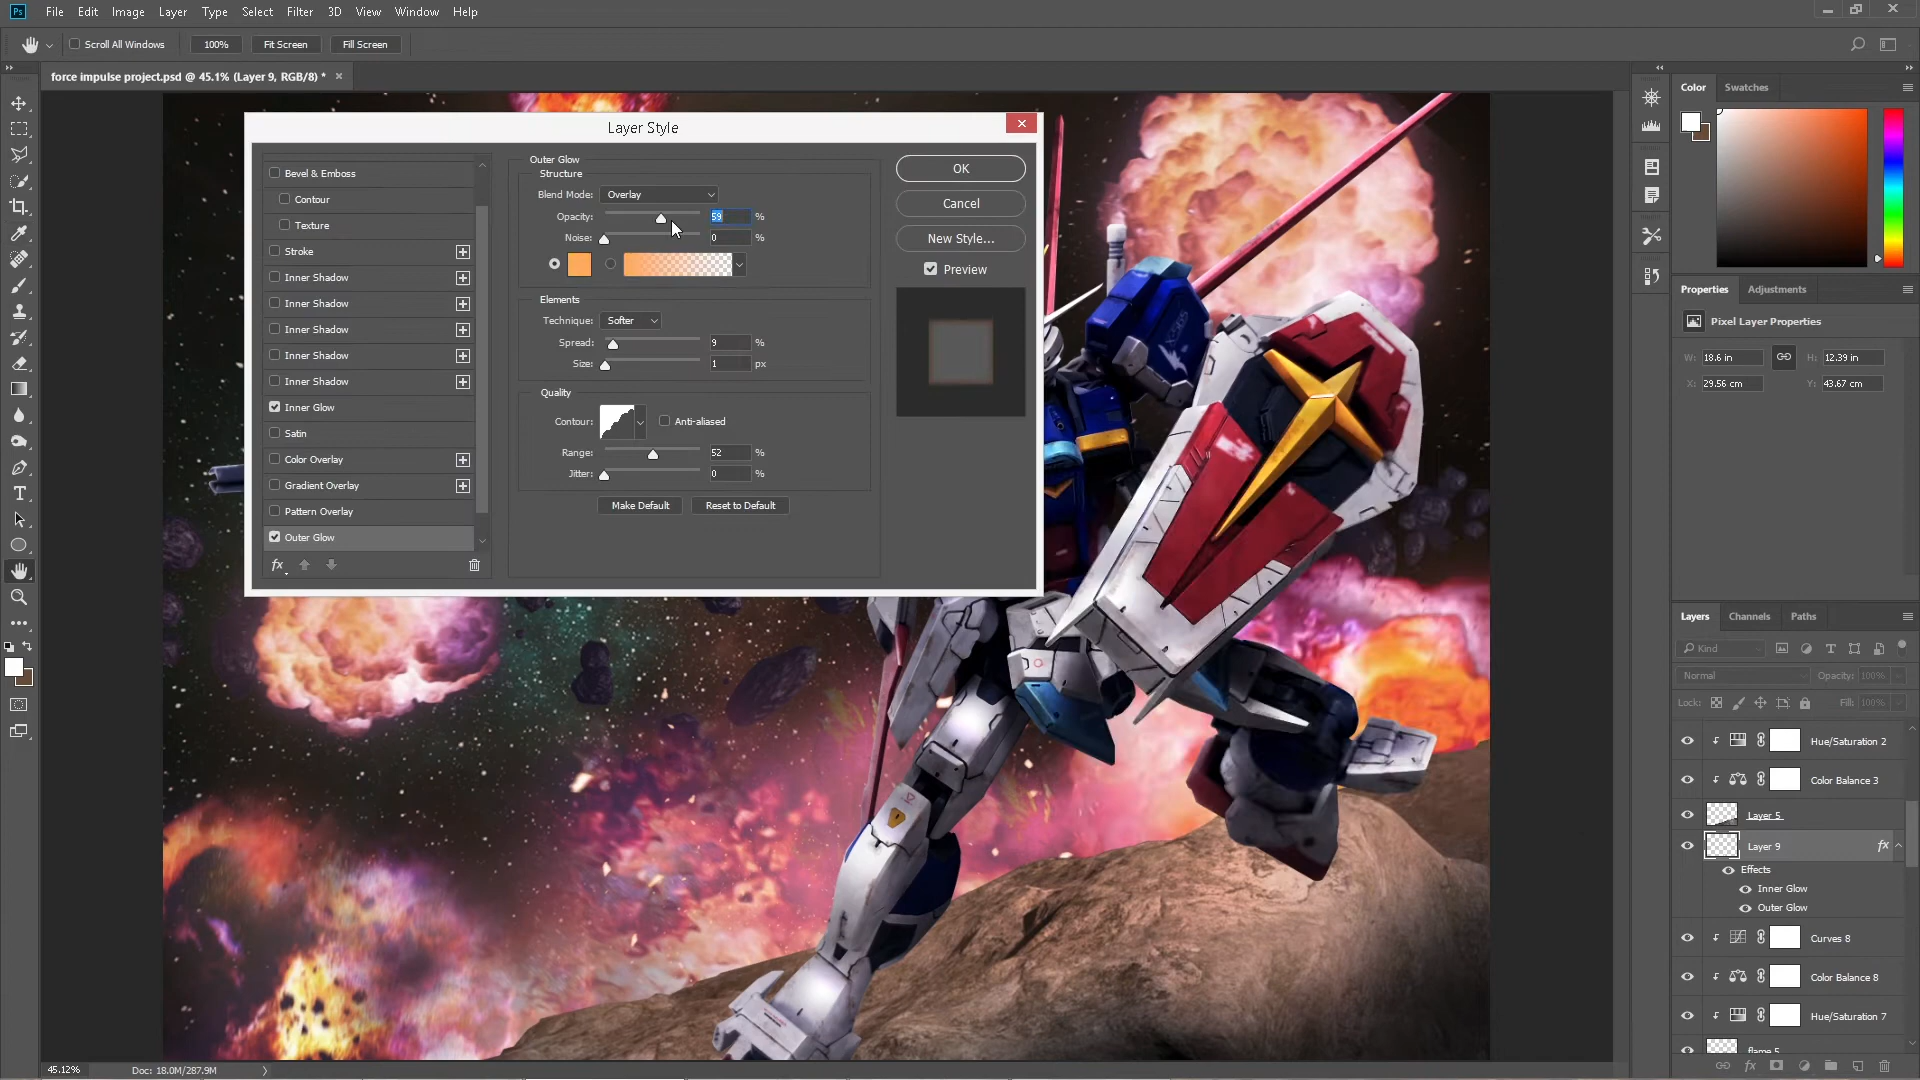 Ps File Edit Image Layer Type Select Filter 3D View Window Help
Scroll All Windows 100% Fit Screen Fill Screen
force impulse project.psd @ 45.1% (Layer 9, RGB/8) * ×
Layer Style
Bevel & Emboss
Contour
Texture
Stroke
Inner Shadow
Inner Shadow
Inner Shadow
Inner Shadow
Inner Shadow
Inner Glow
Satin
Color Overlay
Gradient Overlay
Pattern Overlay
Outer Glow
fx
Outer Glow
Structure
Blend Mode: Overlay
Opacity: 59 %
Noise: 0 %
Elements
Technique: Softer
Spread: 9 %
Size: 1 px
Quality
Contour: Anti-aliased
Range: 52 %
Jitter: 0 %
Make Default Reset to Default
OK
Cancel
New Style...
Preview
Color Swatches
Properties Adjustments
Pixel Layer Properties
W: 18.6 in H: 12.39 in
X: 29.56 cm Y: 43.67 cm
Layers Channels Paths
Kind
Normal Opacity: 100%
Lock: Fill: 100%
Hue/Saturation 2
Color Balance 3
Layer 5
Layer 9 fx
Effects
Inner Glow
Outer Glow
Curves 8
Color Balance 8
Hue/Saturation 7
flame 5
fx
45.12% Doc: 18.0M/287.9M